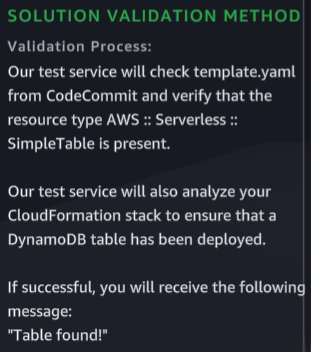 SOLUTION VALIDATION METHOD
Validation Process:
Our test service will check template.yaml
from CodeCommit and verify that the
resource type AWS :: Serverless ::
SimpleTable is present.
Our test service will also analyze your
CloudFormation stack to ensure that a
DynamoDB table has been deployed.
If successful, you will receive the following
message:
"Table found!"